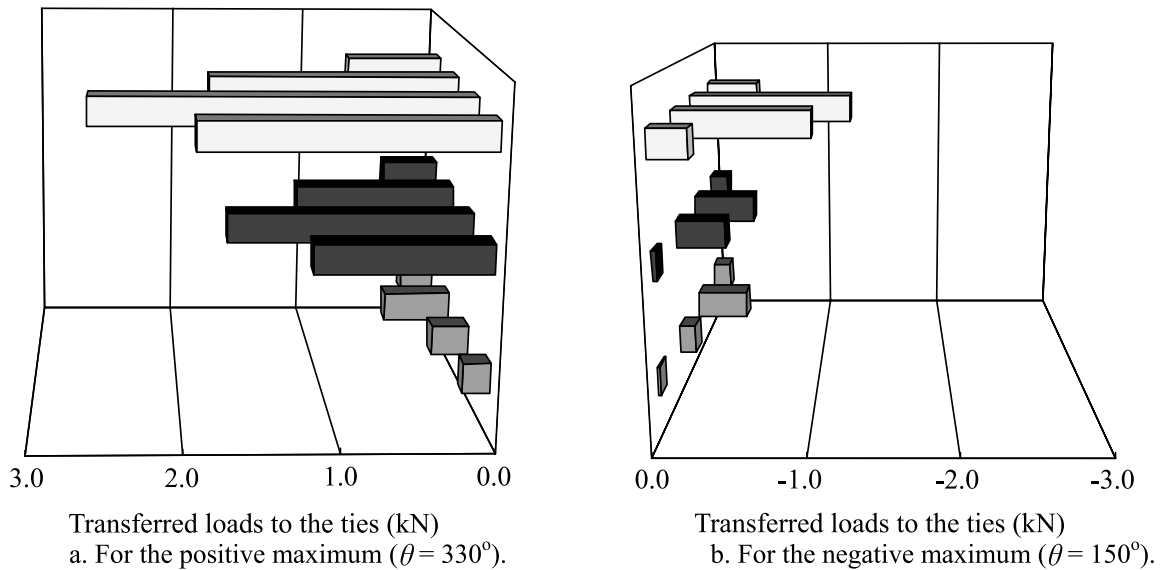 3.0 2.0 1.0 0.0
Transferred loads to the ties (kN)
a. For the positive maximum (θ = 330°).
0.0 -1.0 -2.0 -3.0
Transferred loads to the ties (kN)
b. For the negative maximum (θ = 150°).